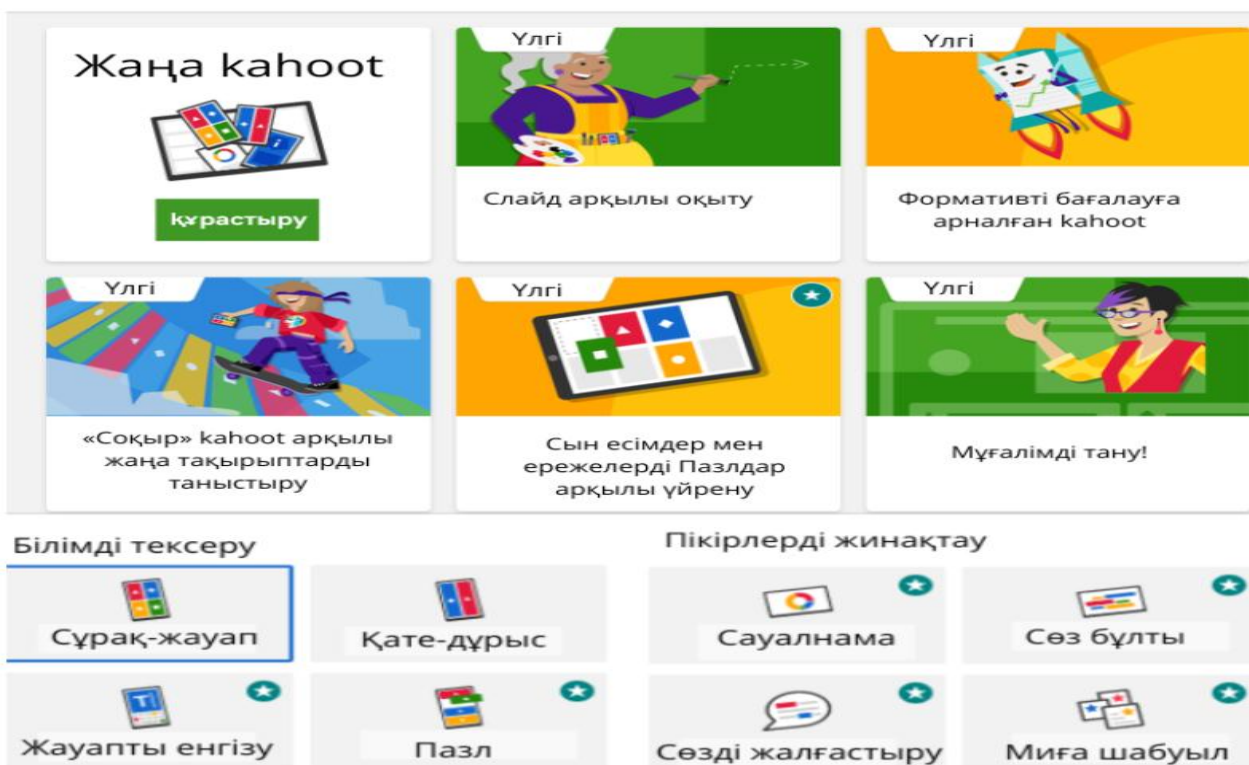 Жаңа kahoot
құрастыру
Үлгі
Слайд арқылы оқыту
Үлгі
Формативті бағалауға
арналған kahoot
Үлгі
«Соқыр» kahoot арқылы
жаңа тақырыптарды
таныстыру
Үлгі
Сын есімдер мен
ережелерді Пазлдар
арқылы үйрену
Үлгі
Мұғалімді тану!
Білімді тексеру
Сұрақ-жауап
Қате-дұрыс
Жауапты енгізу
Пазл
Пікірлерді жинақтау
Сауалнама
Сөз бұлты
Сөзді жалғастыру
Миға шабуыл